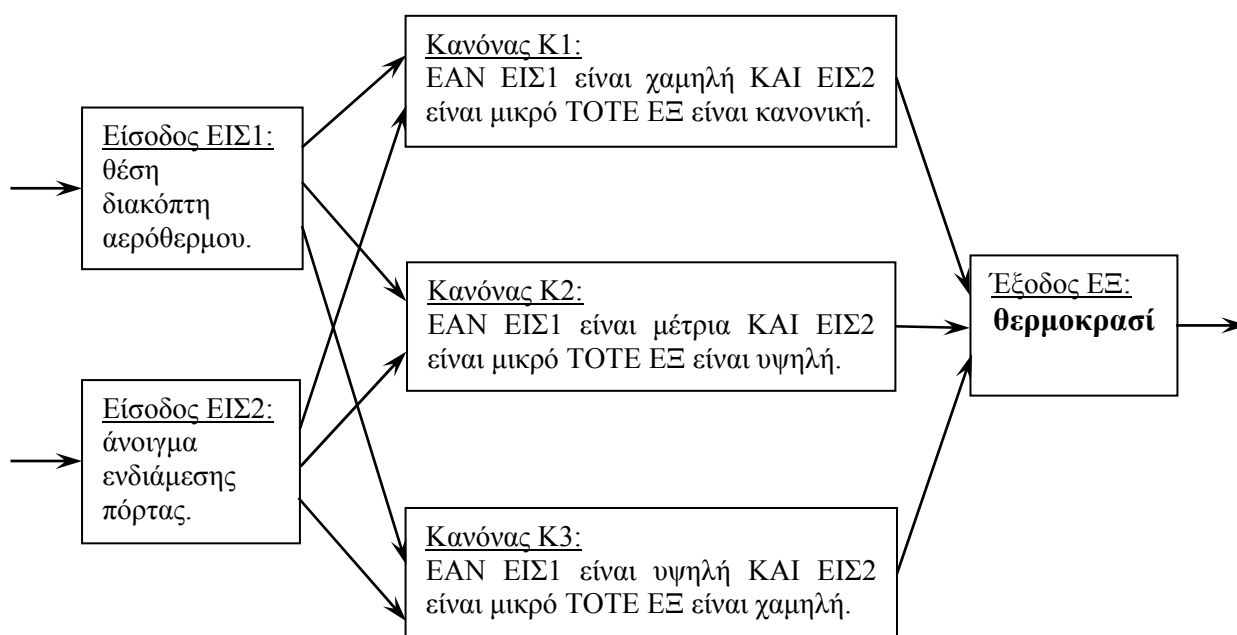 Κανόνας Κ1:
ΕΑΝ ΕΙΣ1 είναι χαμηλή ΚΑΙ ΕΙΣ2
είναι μικρό ΤΟΤΕ ΕΞ είναι κανονική.
Είσοδος ΕΙΣ1:
θέση
διακόπτη
αερόθερμου.
Κανόνας Κ2:
ΕΑΝ ΕΙΣ1 είναι μέτρια ΚΑΙ ΕΙΣ2
είναι μικρό ΤΟΤΕ ΕΞ είναι υψηλή.
Έξοδος ΕΞ:
θερμοκρασί
Είσοδος ΕΙΣ2:
άνοιγμα
ενδιάμεσης
πόρτας.
Κανόνας Κ3:
ΕΑΝ ΕΙΣ1 είναι υψηλή ΚΑΙ ΕΙΣ2
είναι μικρό ΤΟΤΕ ΕΞ είναι χαμηλή.